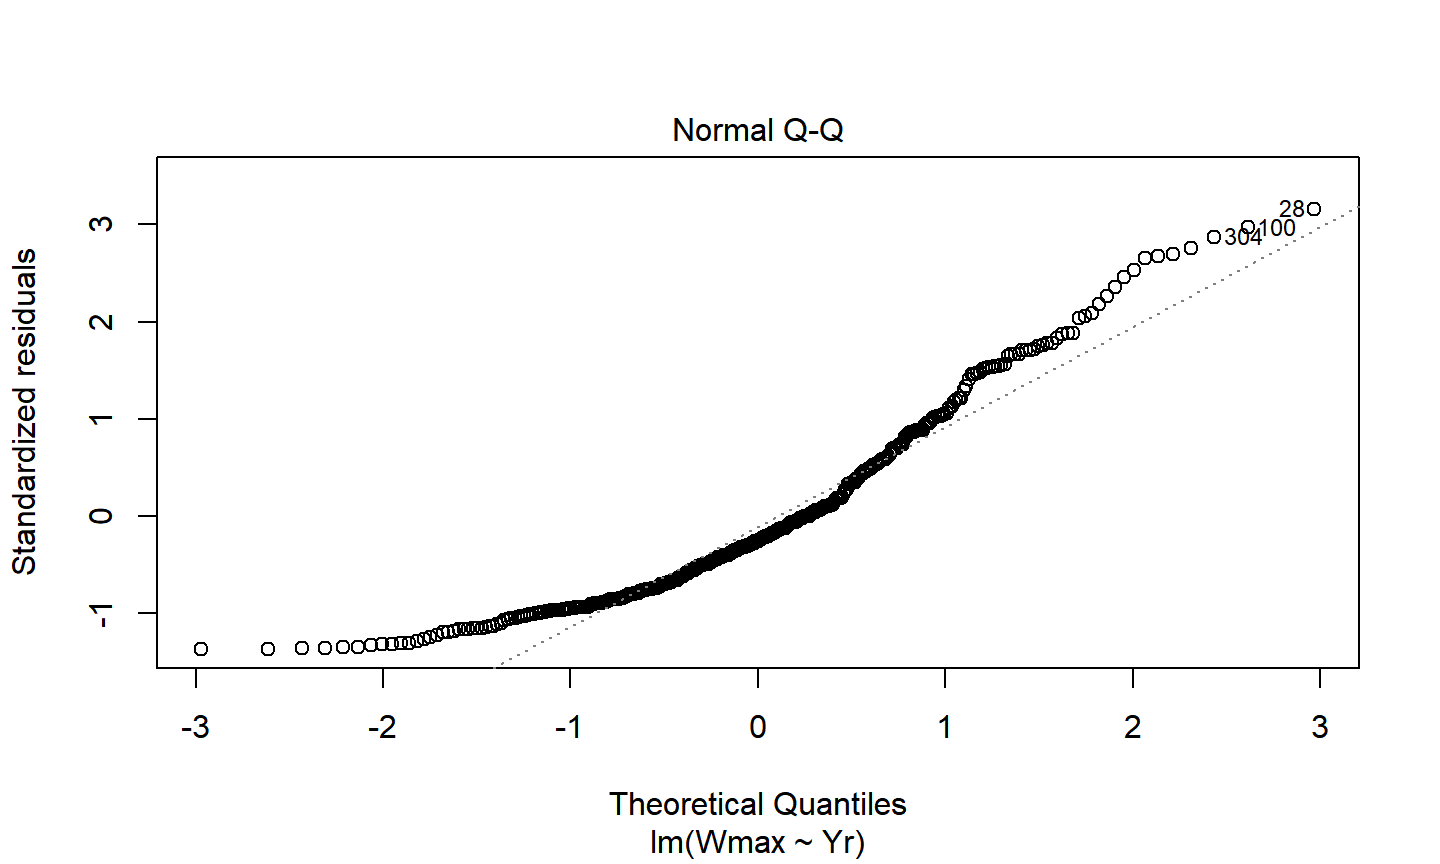 Normal Q-Q
Standardized residuals
3
2
1
0
-1
28
100
304
-3 -2 -1 0 1 2 3
Theoretical Quantiles
lm(Wmax ~ Yr)